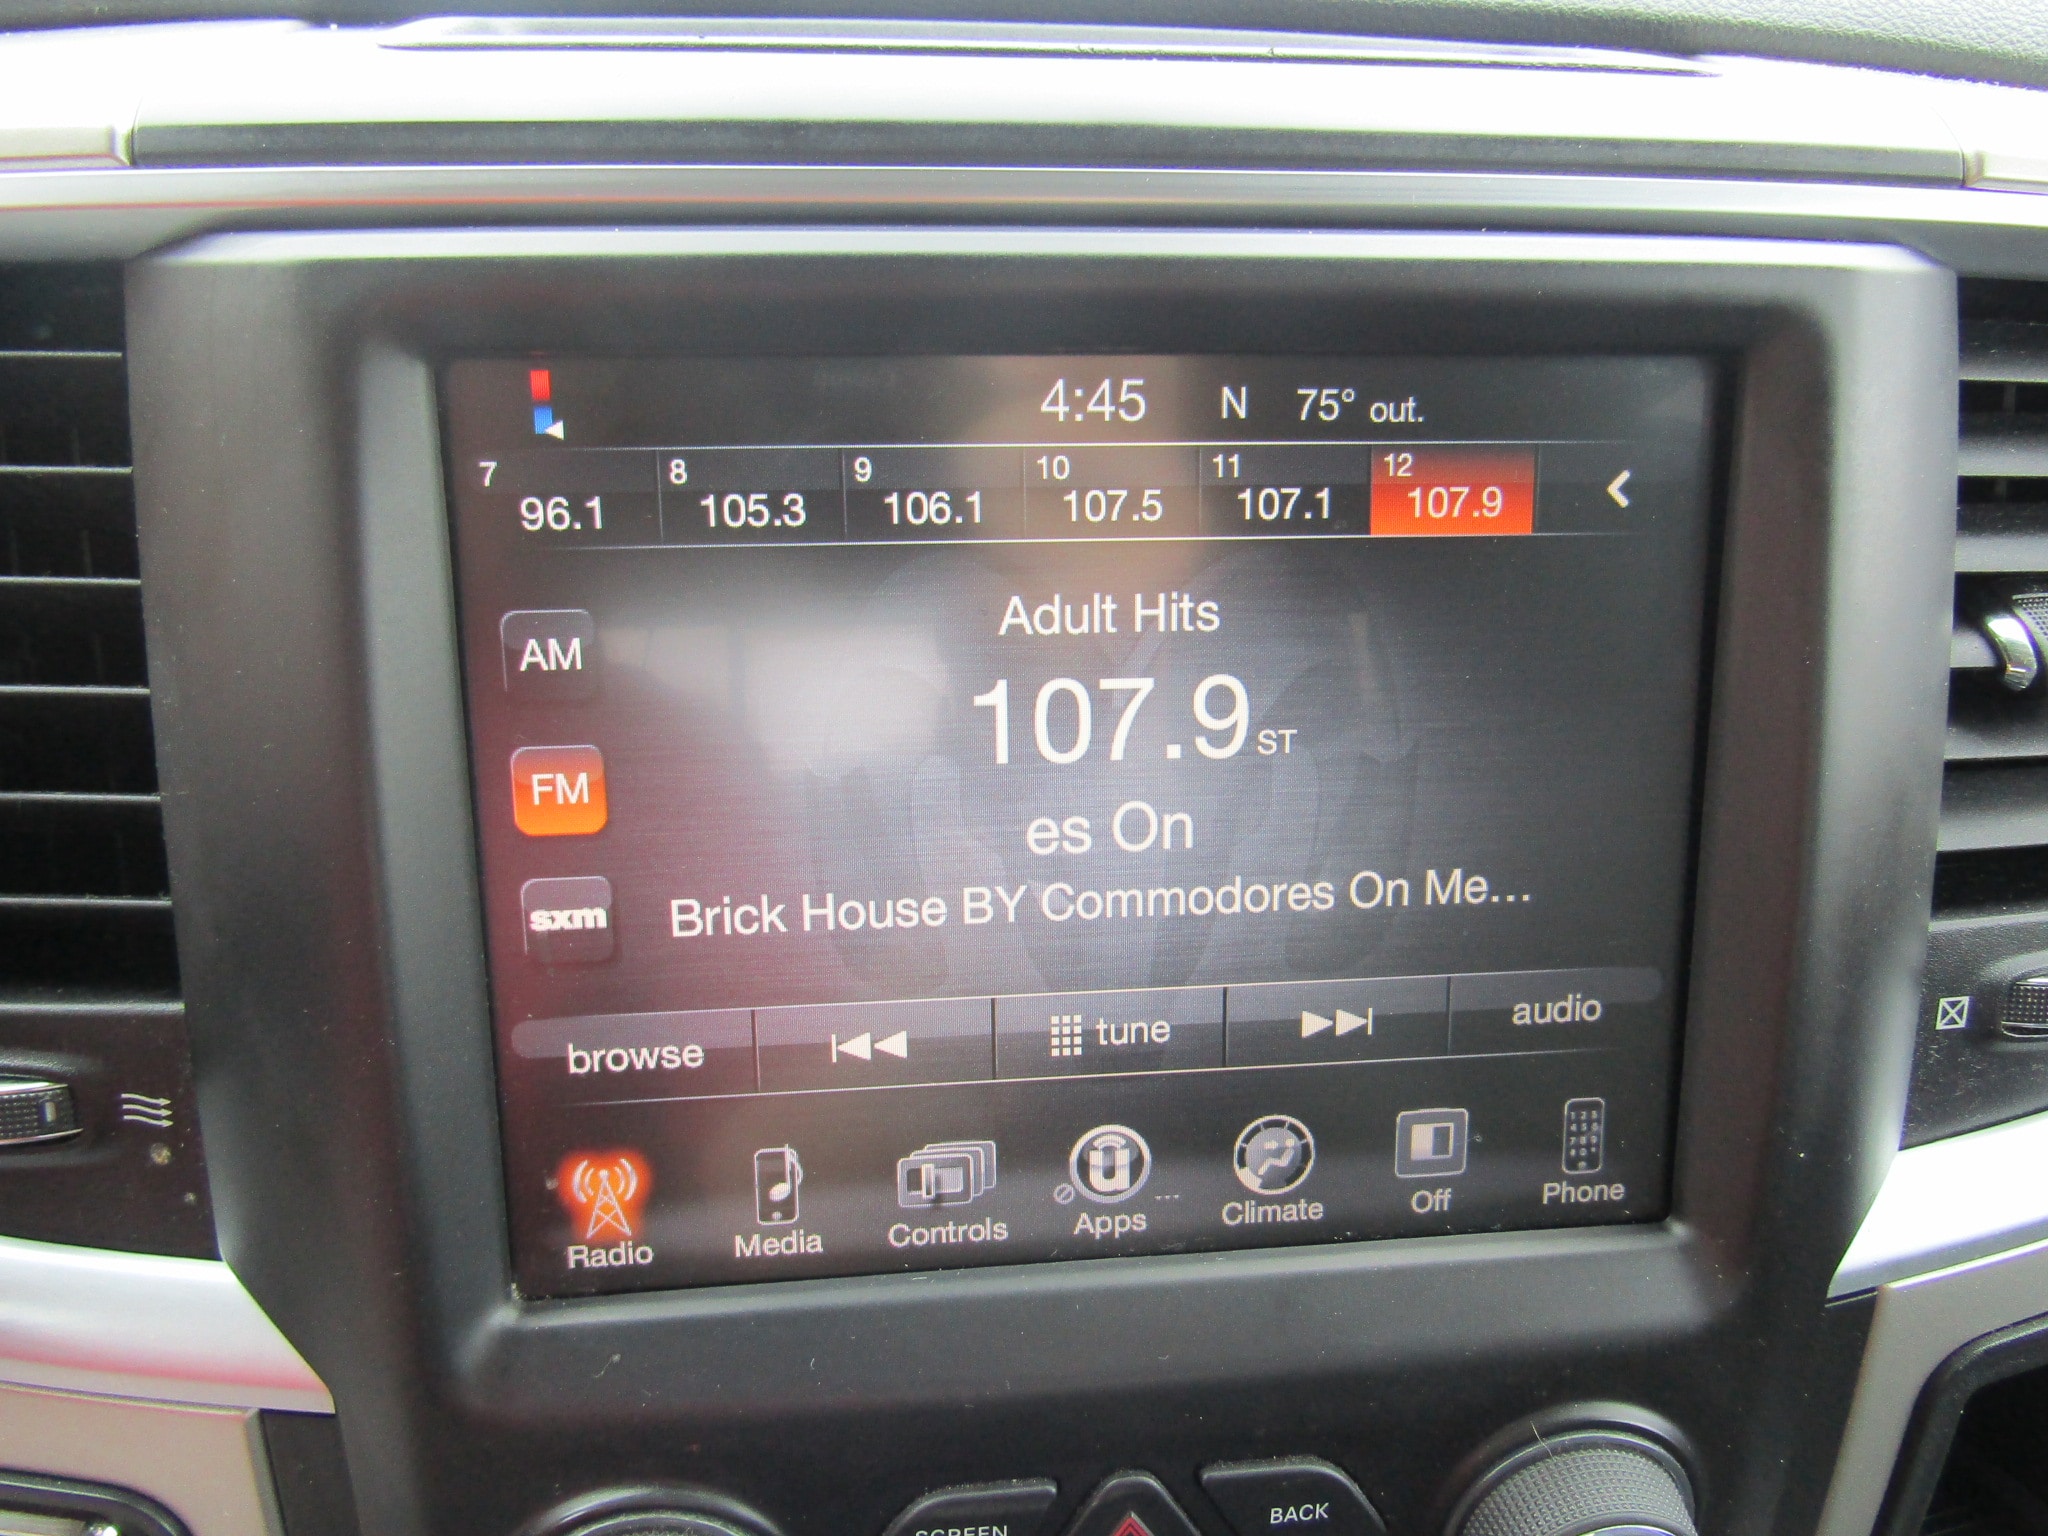 4:45 N 75° out.
7 8 9 10 11 12
96.1 105.3 106.1 107.5 107.1 107.9
Adult Hits
AM
107.9 ST
FM
es On
sxm
Brick House BY Commodores On Me...
browse tune audio
Radio Media Controls Apps ... Climate Off Phone
SCREEN BACK